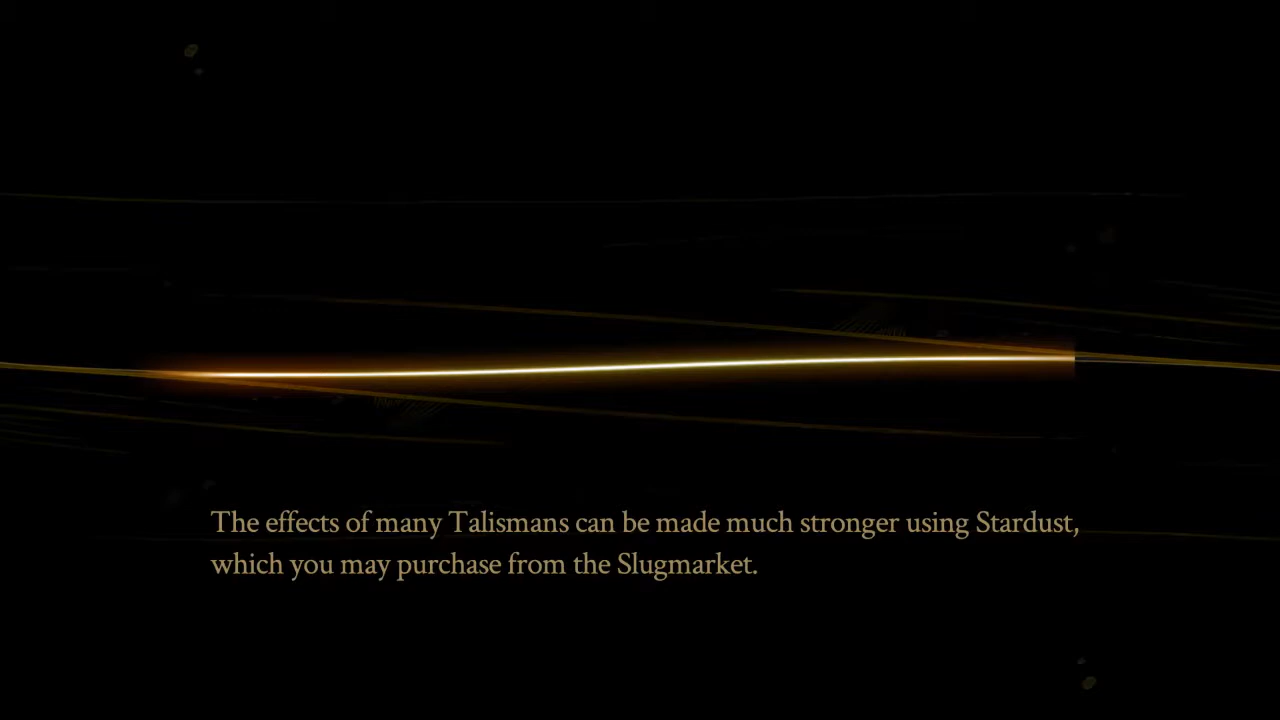 The effects of many Talismans can be made much stronger using Stardust,
which you may purchase from the Slugmarket.